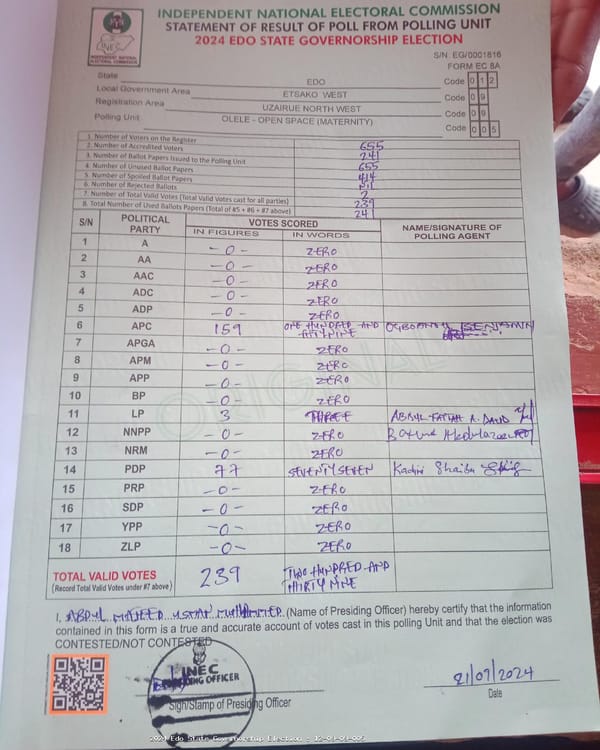 INDEPENDENT NATIONAL ELECTORAL COMMISSION
STATEMENT OF RESULT OF POLL FROM POLLING UNIT
2024 EDO STATE GOVERNORSHIP ELECTION
INEC
INDEPENDENT NATIONAL ELECTORAL COMMISSION
S/N: EG/0001616
FORM EC 8A
State EDO Code 0 1 2
Local Government Area ETSAKO WEST Code 0 9
Registration Area UZAIRUE NORTH WEST Code 0 9
Polling Unit OLELE - OPEN SPACE (MATERNITY) Code 0 0 5
1. Number of Voters on the Register 655
2. Number of Accredited Voters 241
3. Number of Ballot Papers Issued to the Polling Unit 655
4. Number of Unused Ballot Papers 414
5. Number of Spoiled Ballot Papers Nil
6. Number of Rejected Ballots 2
7. Number of Total Valid Votes (Total Valid Votes cast for all parties) 239
8. Total Number of Used Ballots Papers (Total of #5 + #6 + #7 above) 241
S/N POLITICAL PARTY VOTES SCORED NAME/SIGNATURE OF POLLING AGENT
IN FIGURES IN WORDS
1 A -0- ZERO
2 AA -0- ZERO
3 AAC -0- ZERO
4 ADC -0- ZERO
5 ADP -0- ZERO
6 APC 159 ONE HUNDRED AND
7 APGA -0- ZERO
8 APM -0- ZERO
9 APP -0- ZERO
10 BP -0- ZERO
11 LP 3 THREE ABDUL FATTAH A. DAUD
12 NNPP -0- ZERO
13 NRM -0- ZERO
14 PDP 77 SEVENTY SEVEN Kadiri Shaibu
15 PRP -0- ZERO
16 SDP -0- ZERO
17 YPP -0- ZERO
18 ZLP -0- ZERO
ORIGINAL
TOTAL VALID VOTES 239 TWO HUNDRED AND
(Record Total Valid Votes under #7 above) THIRTY NINE
I, ABDUL MAJEED USMAN MUHAMMED (Name of Presiding Officer) hereby certify that the information
contained in this form is a true and accurate account of votes cast in this polling Unit and that the election was
CONTESTED/NOT CONTESTED
INEC
PRESIDING OFFICER
Sign/Stamp of Presiding Officer
21/09/2024
Date
2024 Edo State Governorship Election - 12-09-09-005